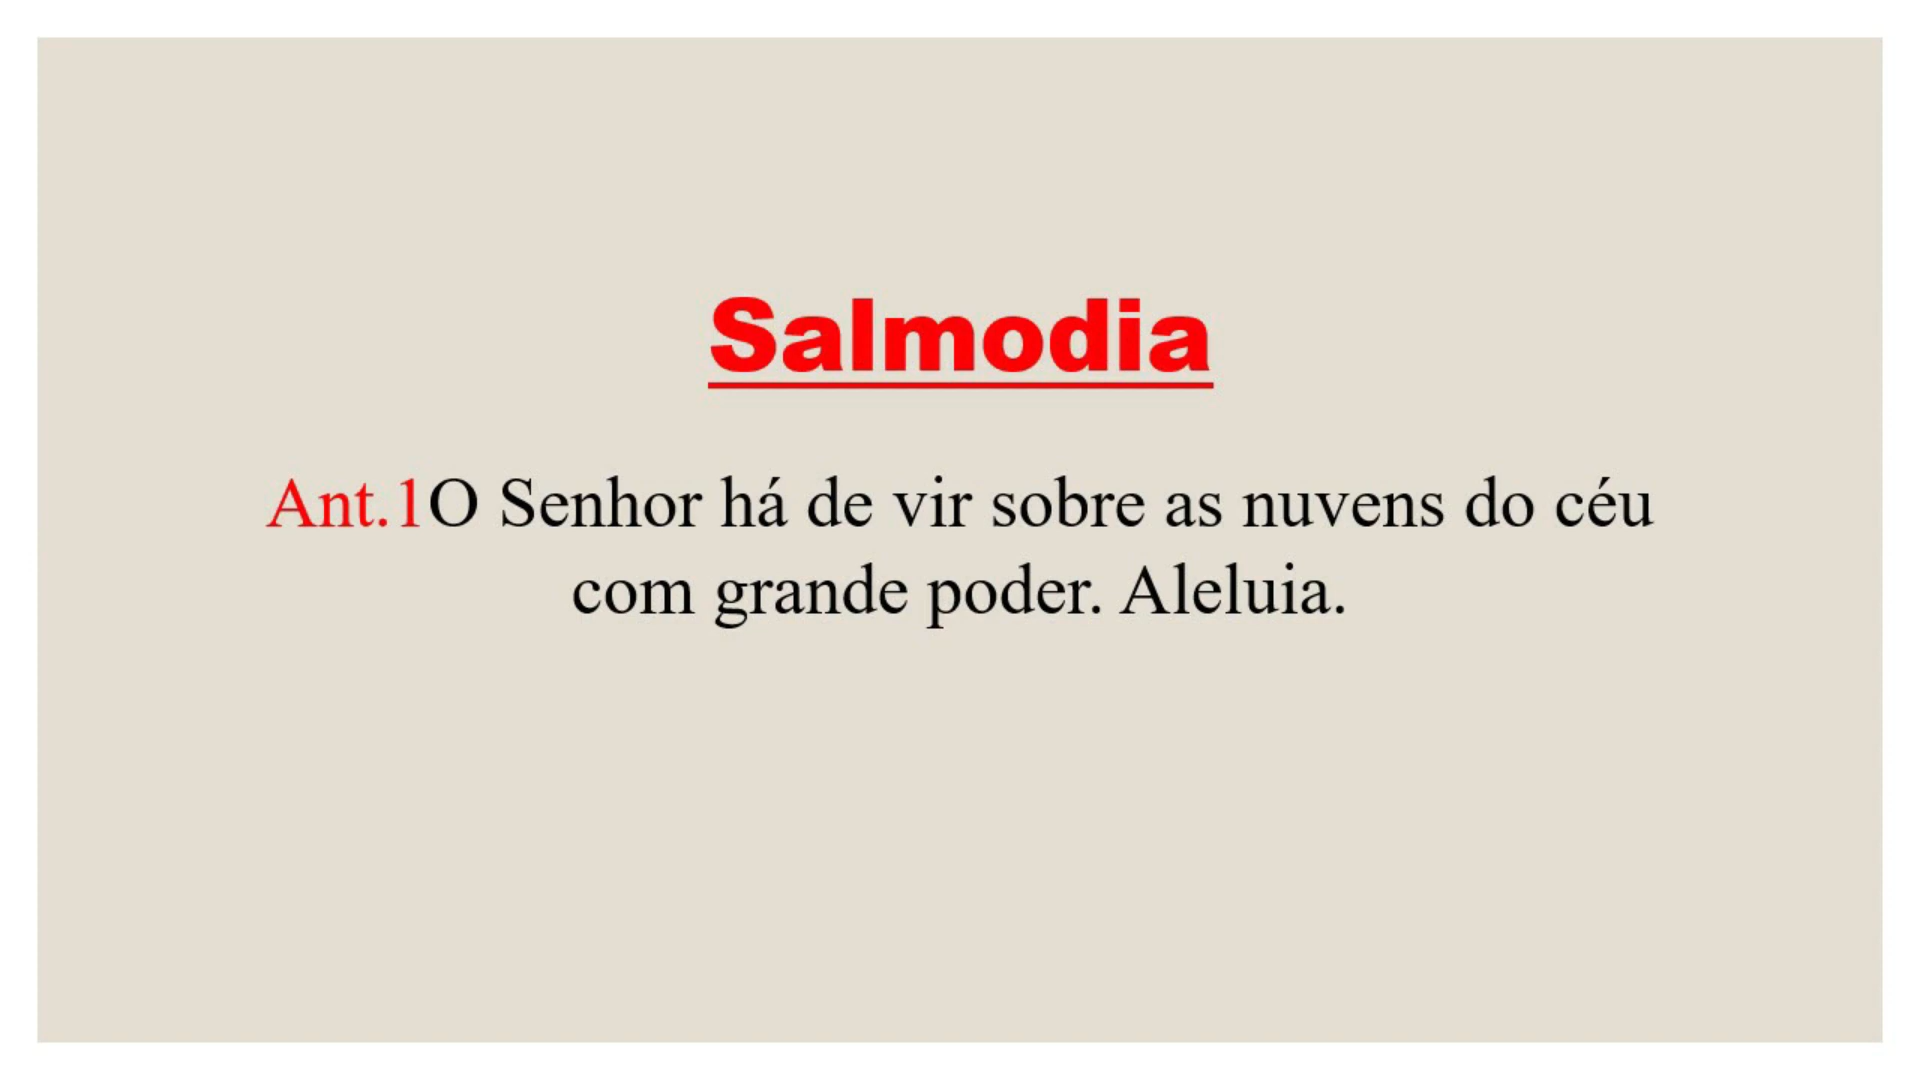 Salmodia
Ant.1O Senhor há de vir sobre as nuvens do céu
com grande poder. Aleluia.